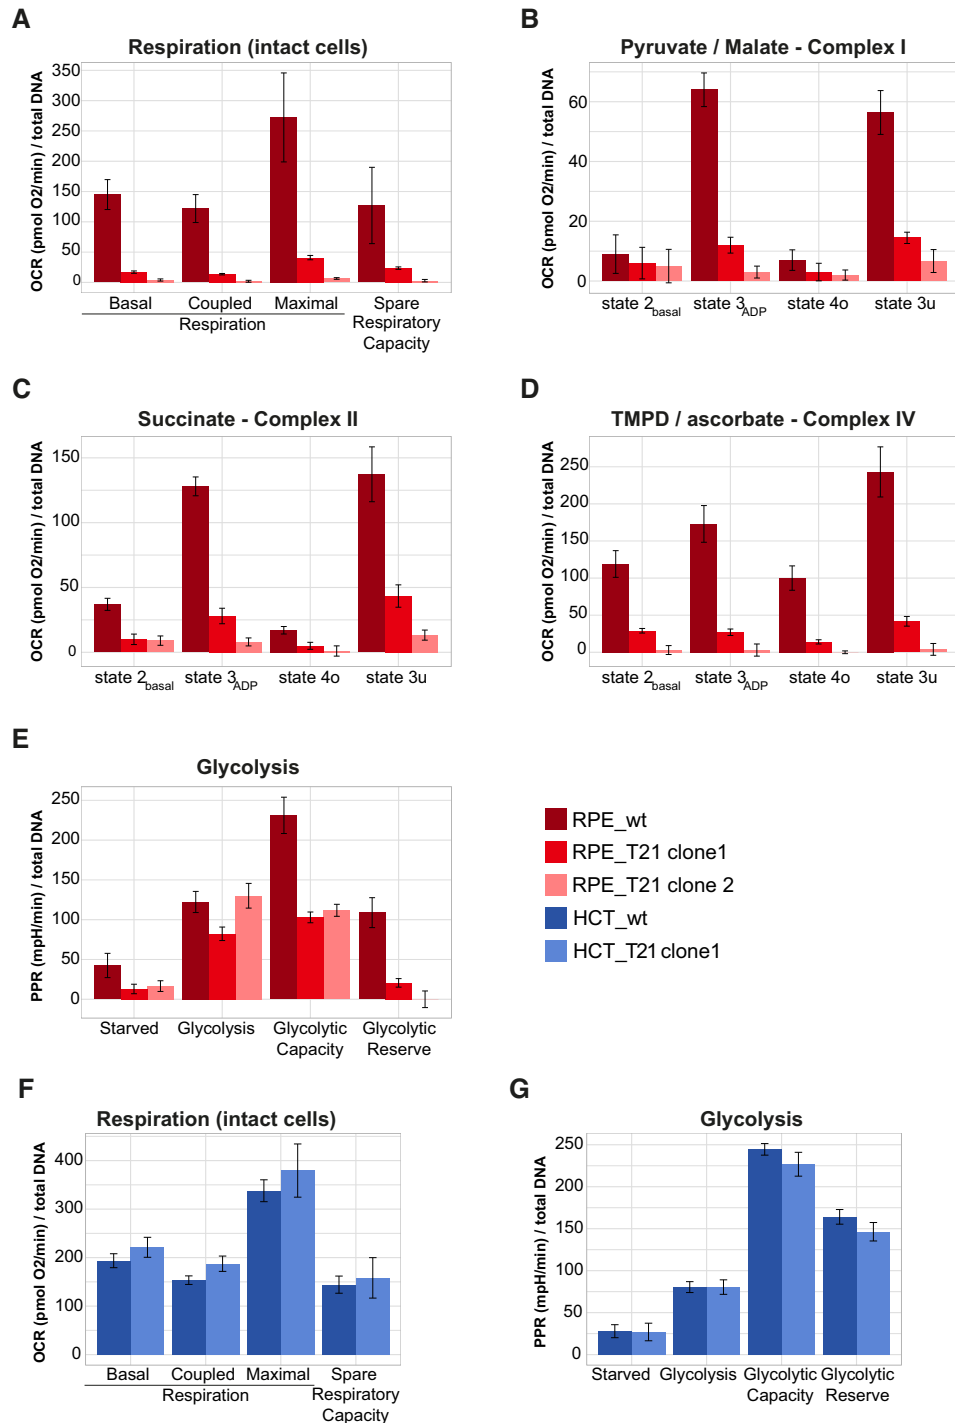 A
Respiration (intact cells)
OCR (pmol O2/min) / total DNA
350
300
250
200
150
100
50
0
Basal Coupled Maximal Spare
Respiration Respiratory
Capacity
B
Pyruvate / Malate - Complex I
OCR (pmol O2/min) / total DNA
60
40
20
0
state 2basal state 3ADP state 4o state 3u
C
Succinate - Complex II
OCR (pmol O2/min) / total DNA
150
100
50
0
state 2basal state 3ADP state 4o state 3u
D
TMPD / ascorbate - Complex IV
OCR (pmol O2/min) / total DNA
250
200
150
100
50
0
state 2basal state 3ADP state 4o state 3u
E
Glycolysis
PPR (mpH/min) / total DNA
250
200
150
100
50
0
Starved Glycolysis Glycolytic Glycolytic
Capacity Reserve
RPE_wt
RPE_T21 clone1
RPE_T21 clone 2
HCT_wt
HCT_T21 clone1
F
Respiration (intact cells)
OCR (pmol O2/min) / total DNA
400
300
200
100
0
Basal Coupled Maximal Spare
Respiration Respiratory
Capacity
G
Glycolysis
PPR (mpH/min) / total DNA
250
200
150
100
50
0
Starved Glycolysis Glycolytic Glycolytic
Capacity Reserve